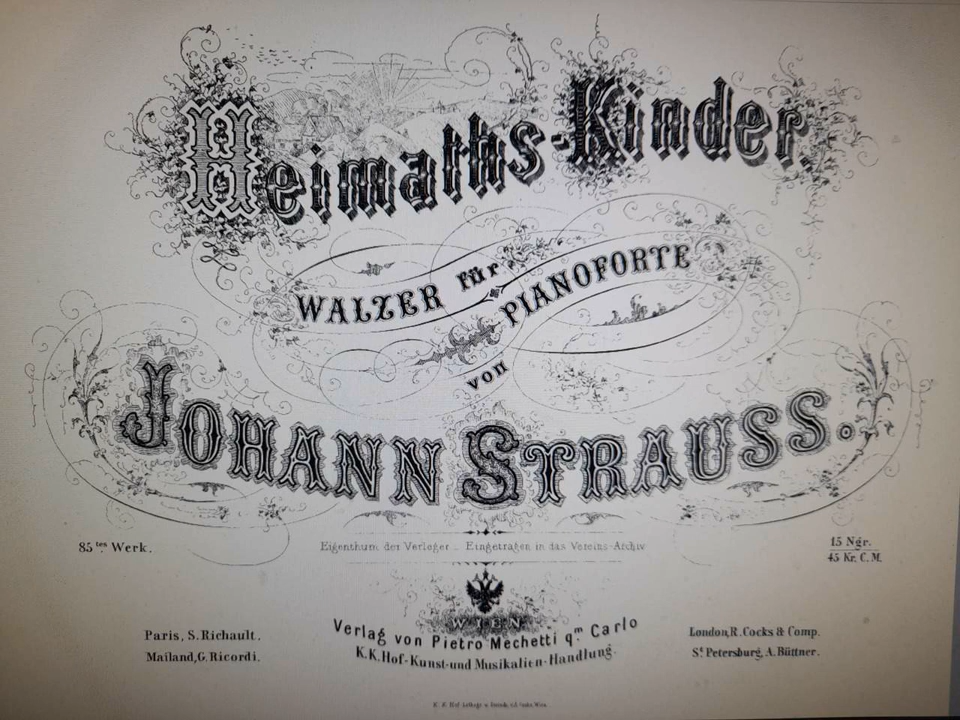 Heimaths-Kinder.
WALZER für PIANOFORTE
von
JOHANN STRAUSS.
85tes Werk.
Eigenthum der Verleger _ Eingetragen in das Vereins-Archiv
15 Ngr.
45 Kr. C. M.
WIEN
Verlag von Pietro Mechetti qm Carlo
K. K. Hof-Kunst-und Musikalien-Handlung.
Paris, S. Richault.
Mailand, G. Ricordi.
London, R. Cocks & Comp.
St. Petersburg, A. Büttner.